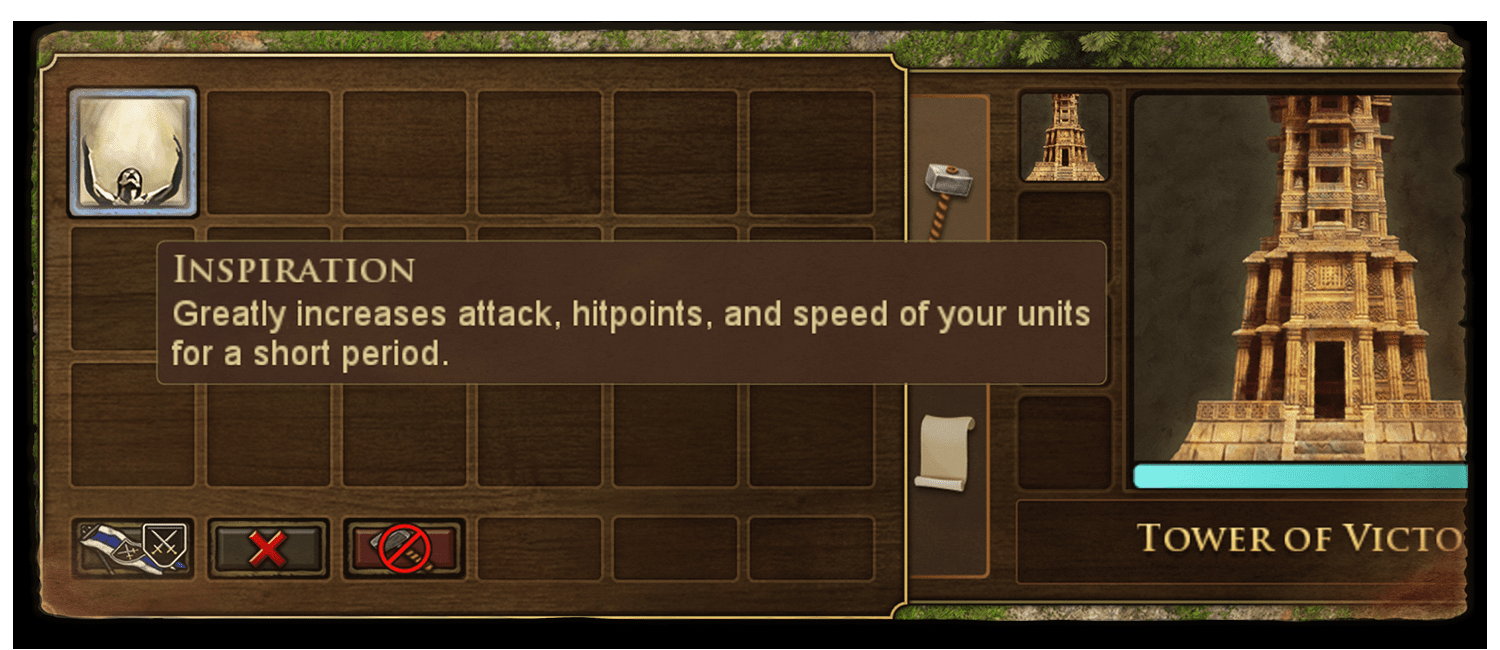 INSPIRATION
Greatly increases attack, hitpoints, and speed of your units
for a short period.
TOWER OF VICTO